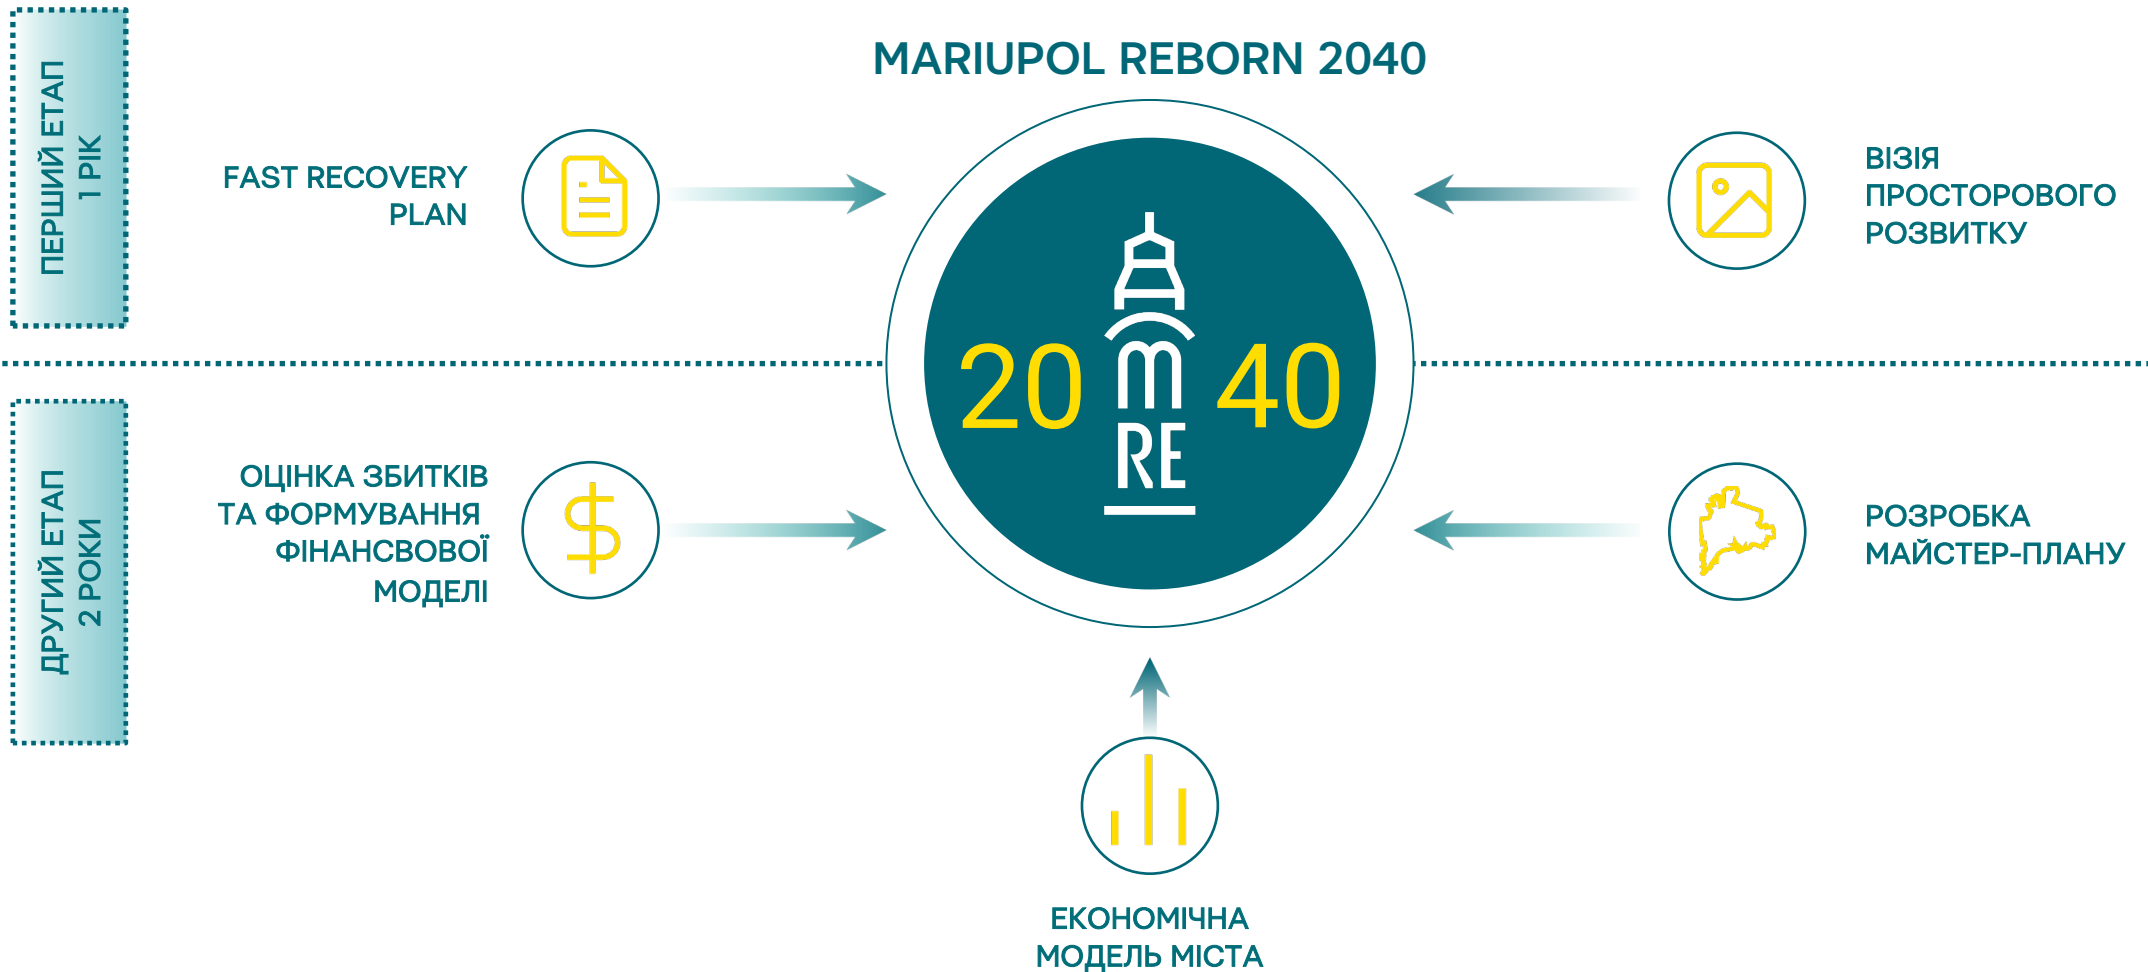 MARIUPOL REBORN 2040
ПЕРШИЙ ЕТАП
1 РІК
FAST RECOVERY
PLAN
ВІЗІЯ
ПРОСТОРОВОГО
РОЗВИТКУ
20
40
M
RE
ДРУГИЙ ЕТАП
2 РОКИ
ОЦІНКА ЗБИТКІВ
ТА ФОРМУВАННЯ
ФІНАНСВОВОЇ
МОДЕЛІ
РОЗРОБКА
МАЙСТЕР-ПЛАНУ
ЕКОНОМІЧНА
МОДЕЛЬ МІСТА